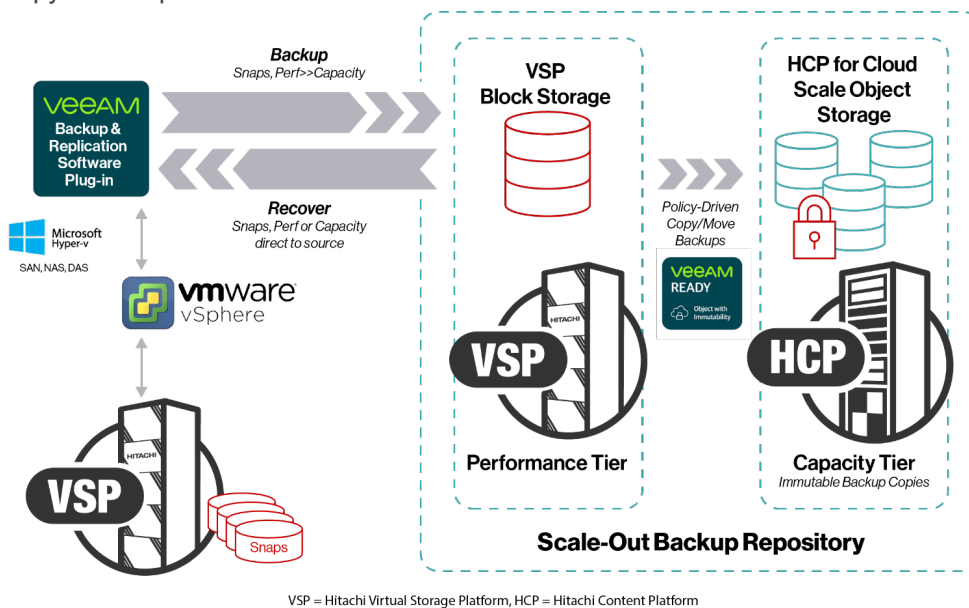 Backup
Snaps, Perf>>Capacity
veeAM
Backup &
Replication
Software
Plug-in
Recover
Snaps, Perf or Capacity
direct to source
Microsoft
Hyper-v
SAN, NAS, DAS
vmware
vSphere
HITACHI
VSP
Snaps
VSP
Block Storage
HCP for Cloud
Scale Object
Storage
Policy-Driven
Copy/Move
Backups
veeAM
READY
Object with
Immutability
HITACHI
VSP
HCP
Performance Tier
Capacity Tier
Immutable Backup Copies
Scale-Out Backup Repository
VSP = Hitachi Virtual Storage Platform, HCP = Hitachi Content Platform